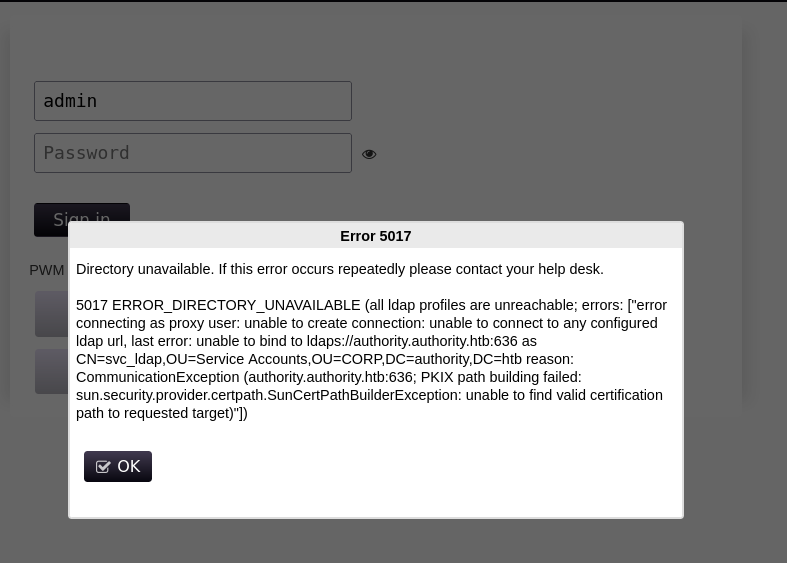 admin
Password
Sign in
PWM
Error 5017
Directory unavailable. If this error occurs repeatedly please contact your help desk.
5017 ERROR_DIRECTORY_UNAVAILABLE (all ldap profiles are unreachable; errors: ["error
connecting as proxy user: unable to create connection: unable to connect to any configured
ldap url, last error: unable to bind to ldaps://authority.authority.htb:636 as
CN=svc_ldap,OU=Service Accounts,OU=CORP,DC=authority,DC=htb reason:
CommunicationException (authority.authority.htb:636; PKIX path building failed:
sun.security.provider.certpath.SunCertPathBuilderException: unable to find valid certification
path to requested target)"])
OK